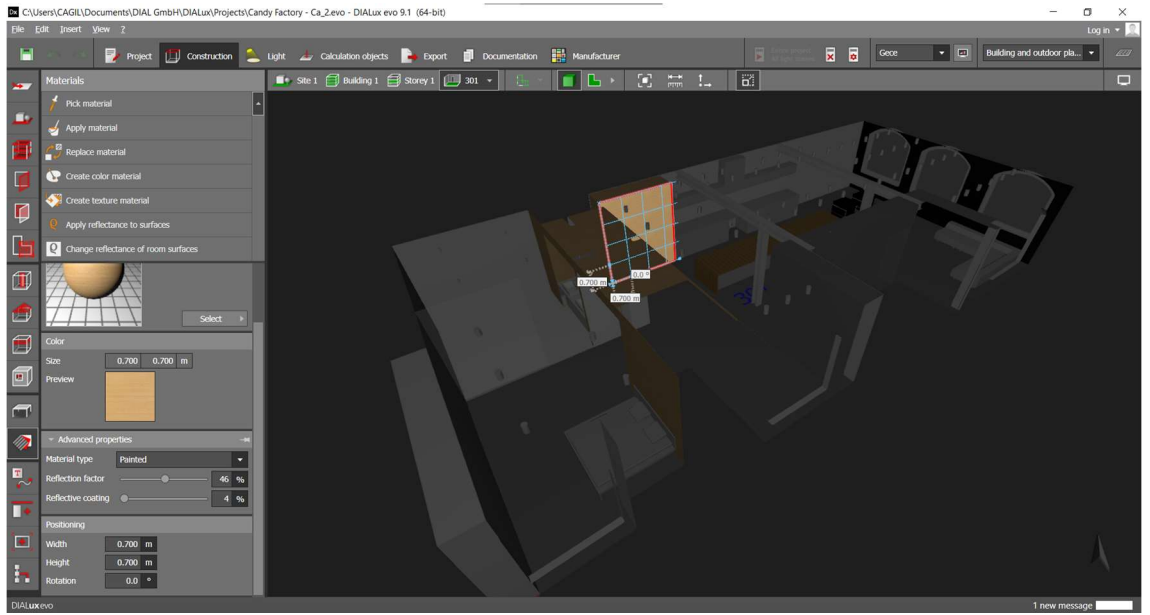 Dx C:\Users\CAGIL\Documents\DIAL GmbH\DIALux\Projects\Candy Factory - Ca_2.evo - DIALux evo 9.1 (64-bit)
File Edit Insert View ? Log in
Project Construction Light Calculation objects Export Documentation Manufacturer Gece Building and outdoor pla...
Materials Site 1 Building 1 Storey 1 301
Pick material
Apply material
Replace material
Create color material
Create texture material
Apply reflectance to surfaces
Change reflectance of room surfaces
0.0 °
0.700 m
0.700 m
Select
Color
Size 0.700 0.700 m
Preview
Advanced properties
Material type Painted
Reflection factor 46 %
Reflective coating 4 %
Positioning
Width 0.700 m
Height 0.700 m
Rotation 0.0 °
DIALux evo 1 new message